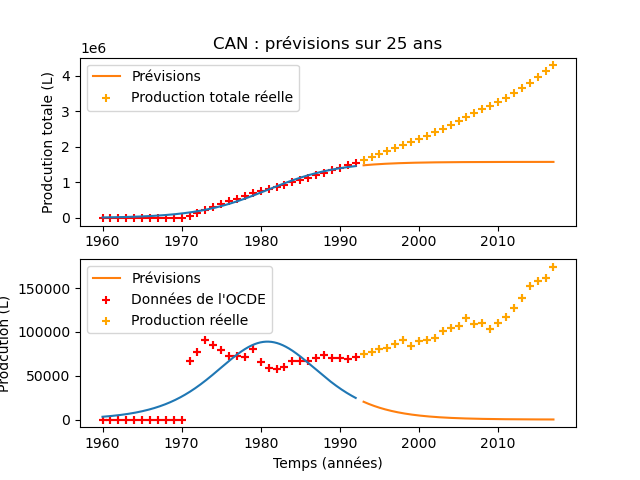 CAN : prévisions sur 25 ans
1e6
Prodcution totale (L)
4
3
2
1
0
Prévisions
Production totale réelle
1960
1970
1980
1990
2000
2010
Prodcution (L)
150000
100000
50000
0
Prévisions
Données de l'OCDE
Production réelle
1960
1970
1980
1990
2000
2010
Temps (années)